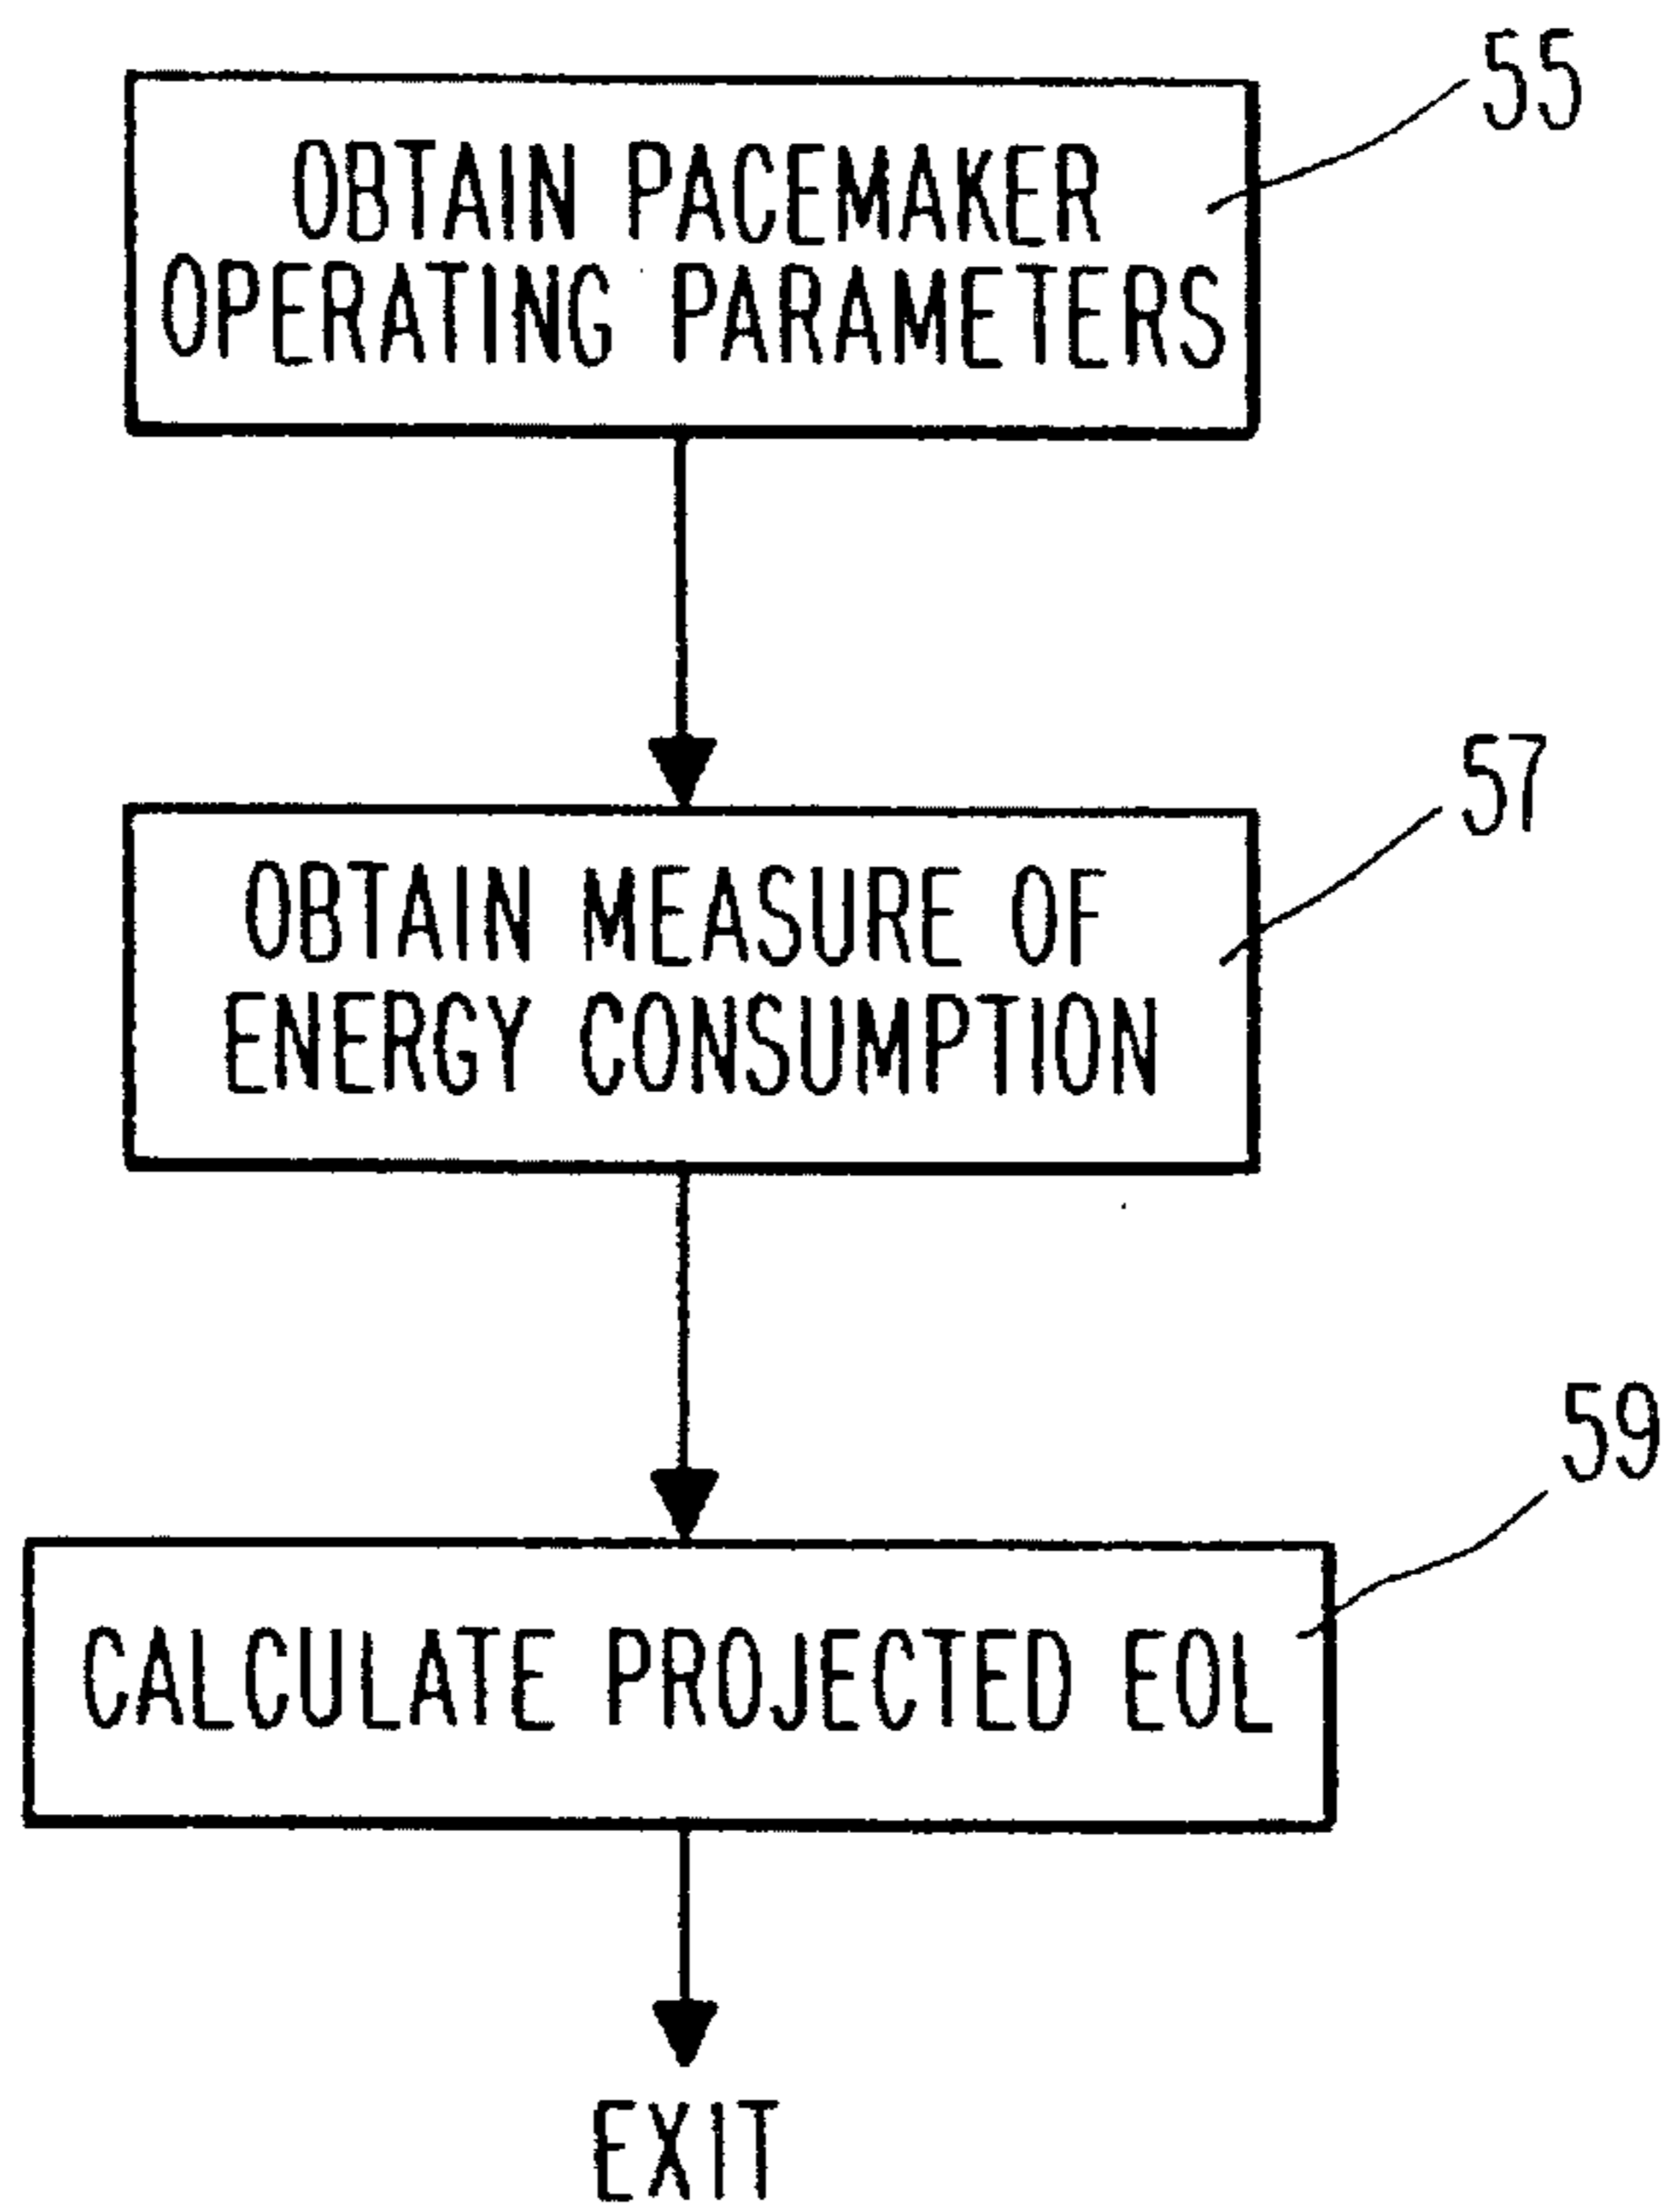 55
OBTAIN PACEMAKER
OPERATING PARAMETERS
57
OBTAIN MEASURE OF
ENERGY CONSUMPTION
59
CALCULATE PROJECTED EOL
EXIT